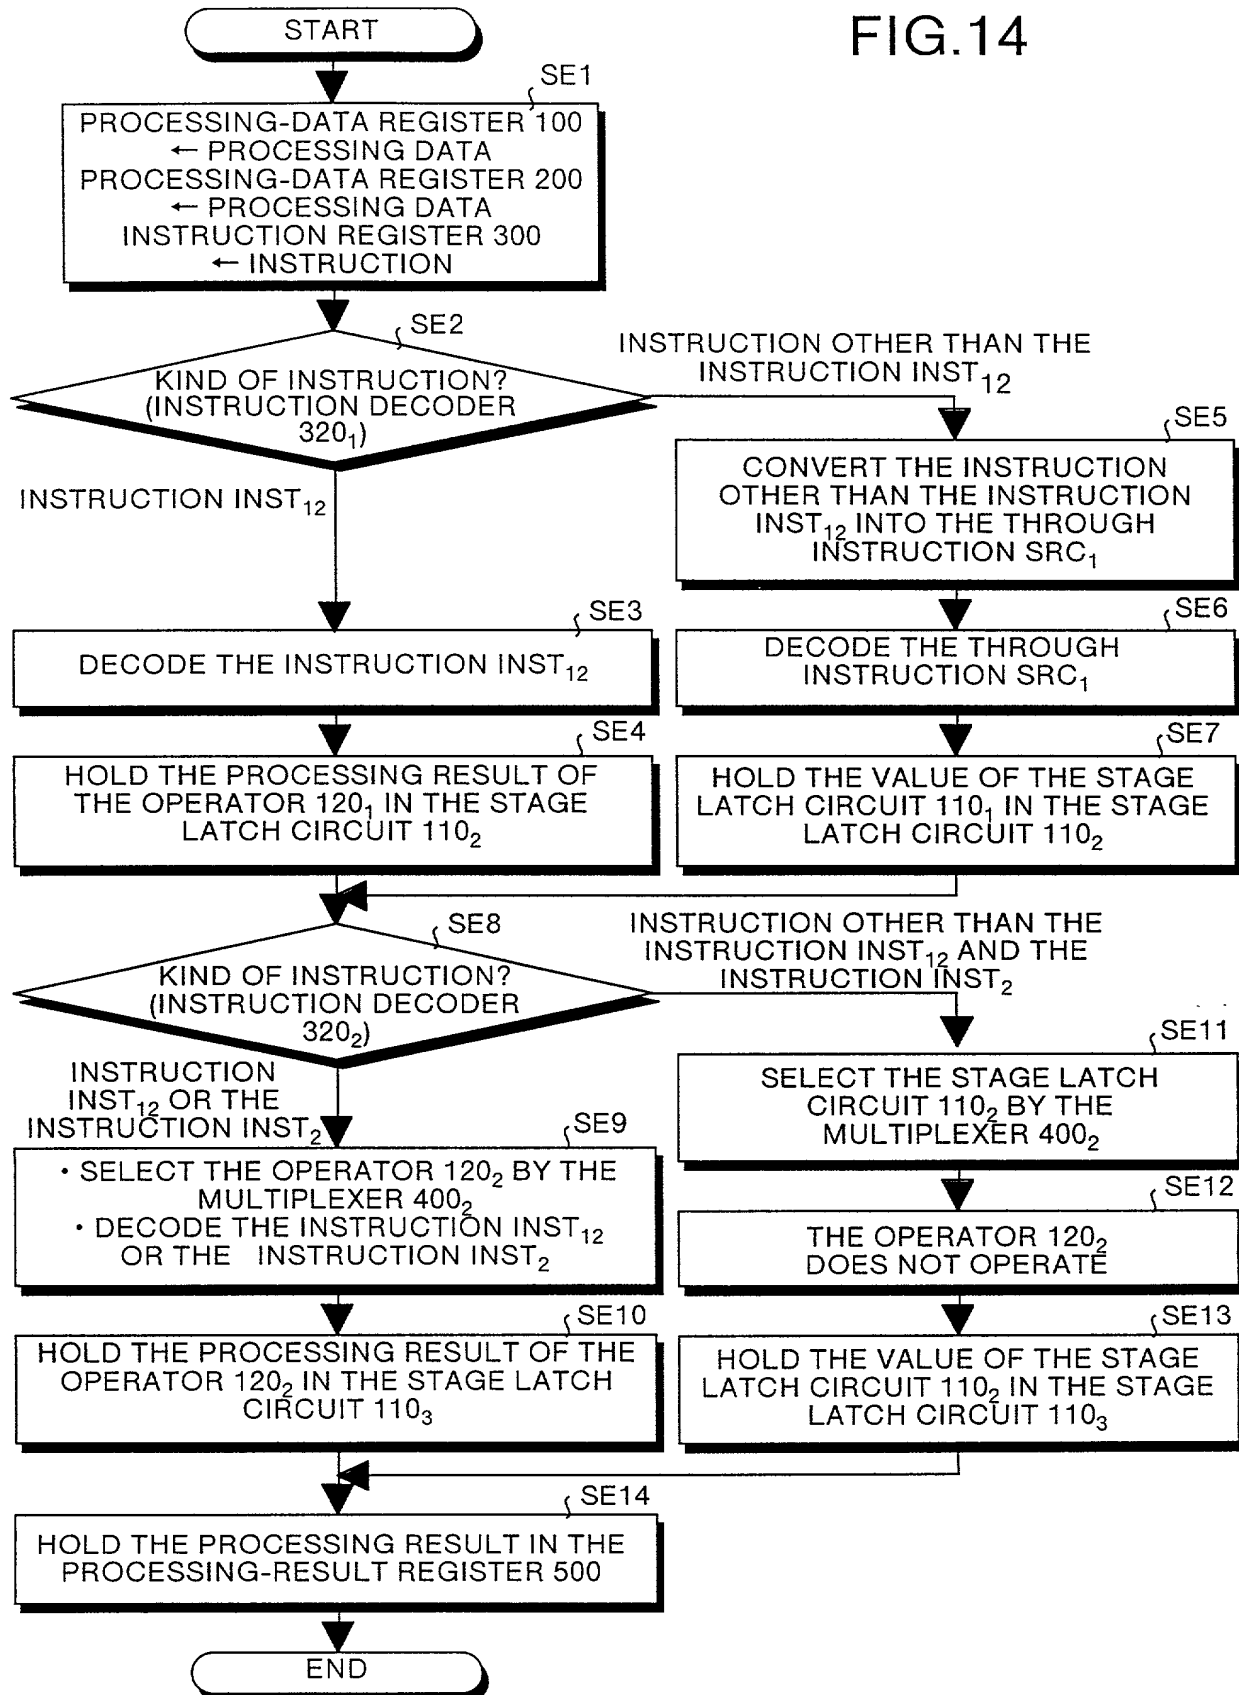 FIG.14
START
SE1
PROCESSING-DATA REGISTER 100
← PROCESSING DATA
PROCESSING-DATA REGISTER 200
← PROCESSING DATA
INSTRUCTION REGISTER 300
← INSTRUCTION
SE2
KIND OF INSTRUCTION?
(INSTRUCTION DECODER
320₁)
INSTRUCTION OTHER THAN THE
INSTRUCTION INST₁₂
INSTRUCTION INST₁₂
SE5
CONVERT THE INSTRUCTION
OTHER THAN THE INSTRUCTION
INST₁₂ INTO THE THROUGH
INSTRUCTION SRC₁
SE3
DECODE THE INSTRUCTION INST₁₂
SE6
DECODE THE THROUGH
INSTRUCTION SRC₁
SE4
HOLD THE PROCESSING RESULT OF
THE OPERATOR 120₁ IN THE STAGE
LATCH CIRCUIT 110₂
SE7
HOLD THE VALUE OF THE STAGE
LATCH CIRCUIT 110₁ IN THE STAGE
LATCH CIRCUIT 110₂
SE8
KIND OF INSTRUCTION?
(INSTRUCTION DECODER
320₂)
INSTRUCTION OTHER THAN THE
INSTRUCTION INST₁₂ AND THE
INSTRUCTION INST₂
INSTRUCTION
INST₁₂ OR THE
INSTRUCTION INST₂
SE11
SELECT THE STAGE LATCH
CIRCUIT 110₂ BY THE
MULTIPLEXER 400₂
SE9
・SELECT THE OPERATOR 120₂ BY THE
MULTIPLEXER 400₂
・DECODE THE INSTRUCTION INST₁₂
OR THE INSTRUCTION INST₂
SE12
THE OPERATOR 120₂
DOES NOT OPERATE
SE10
HOLD THE PROCESSING RESULT OF THE
OPERATOR 120₂ IN THE STAGE LATCH
CIRCUIT 110₃
SE13
HOLD THE VALUE OF THE STAGE
LATCH CIRCUIT 110₂ IN THE STAGE
LATCH CIRCUIT 110₃
SE14
HOLD THE PROCESSING RESULT IN THE
PROCESSING-RESULT REGISTER 500
END